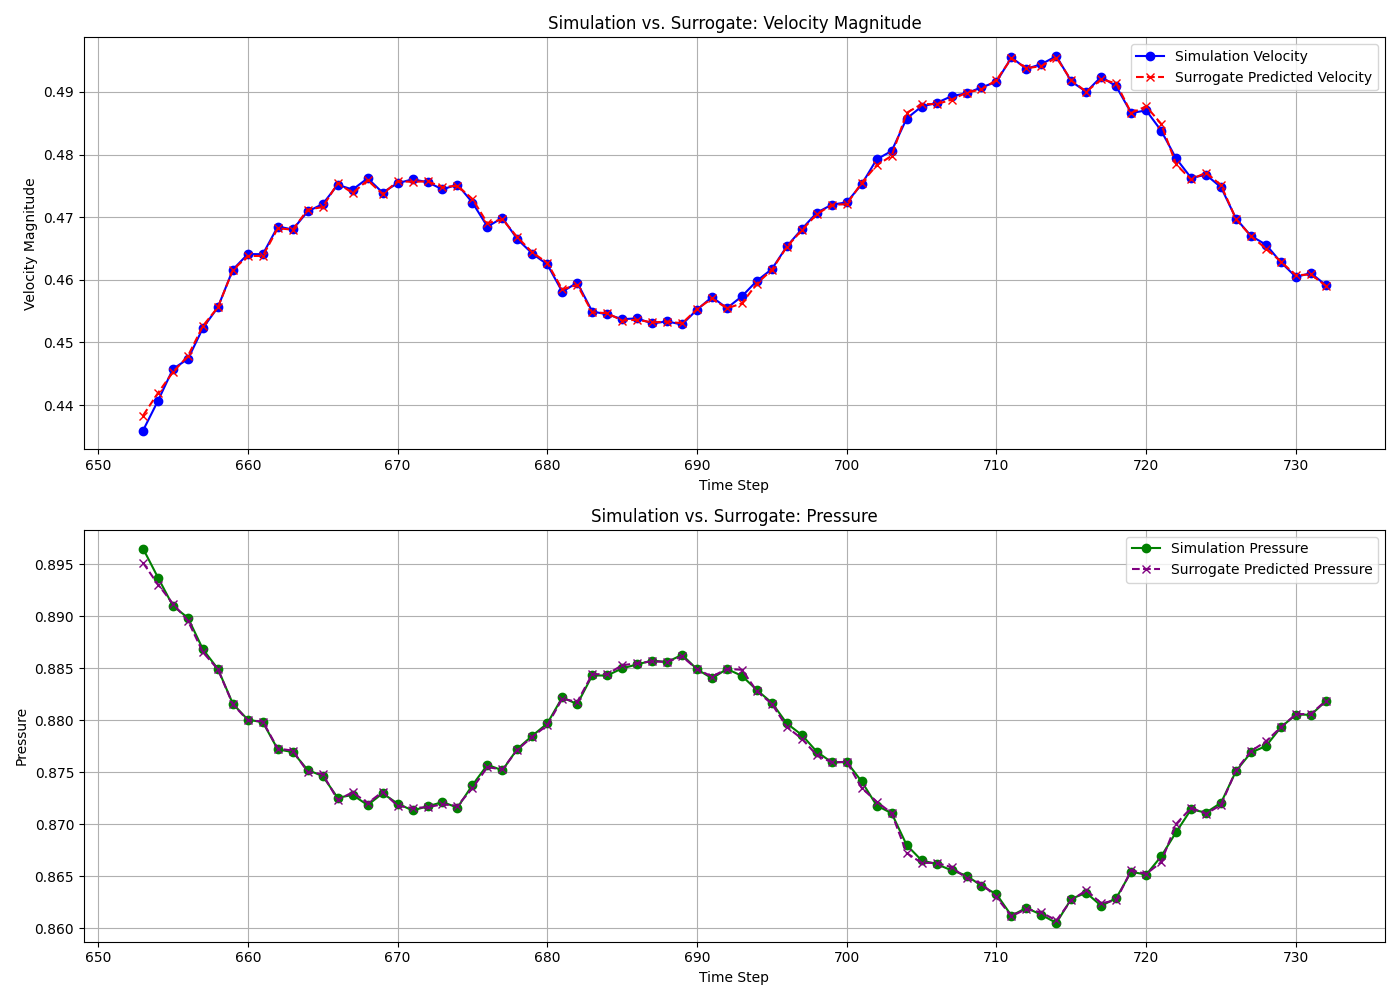 Simulation vs. Surrogate: Velocity Magnitude
Simulation Velocity
Surrogate Predicted Velocity
Velocity Magnitude
0.49
0.48
0.47
0.46
0.45
0.44
650 660 670 680 690 700 710 720 730
Time Step
Simulation vs. Surrogate: Pressure
Simulation Pressure
Surrogate Predicted Pressure
Pressure
0.895
0.890
0.885
0.880
0.875
0.870
0.865
0.860
650 660 670 680 690 700 710 720 730
Time Step